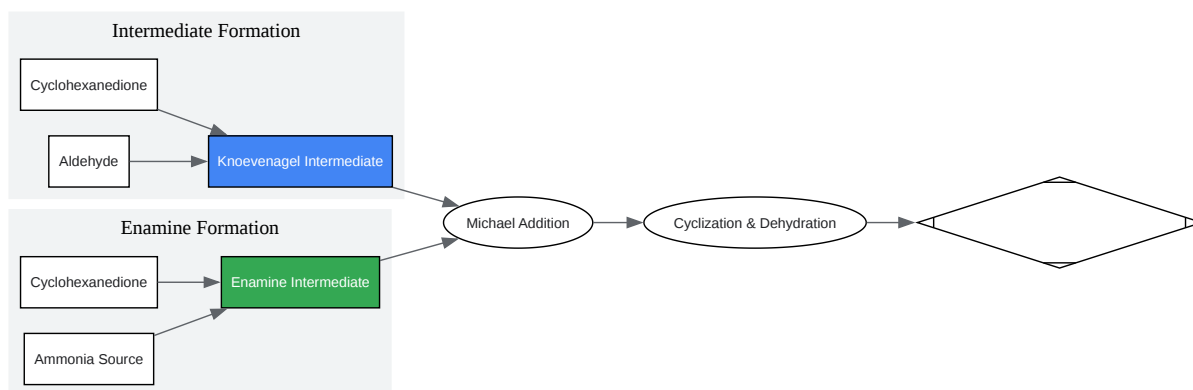 Intermediate Formation
Cyclohexanedione
Aldehyde
Knoevenagel Intermediate
Enamine Formation
Cyclohexanedione
Ammonia Source
Enamine Intermediate
Michael Addition
Cyclization & Dehydration